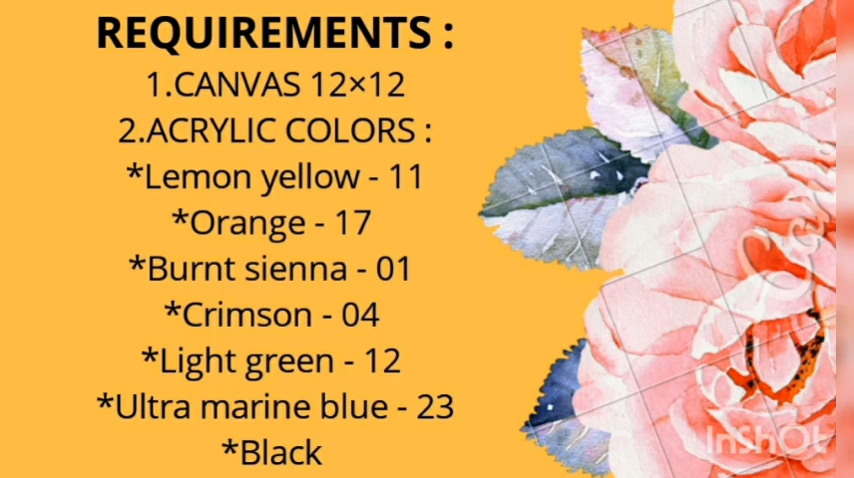 REQUIREMENTS :
1.CANVAS 12×12
2.ACRYLIC COLORS :
*Lemon yellow - 11
*Orange - 17
*Burnt sienna - 01
*Crimson - 04
*Light green - 12
*Ultra marine blue - 23
*Black
InShOt